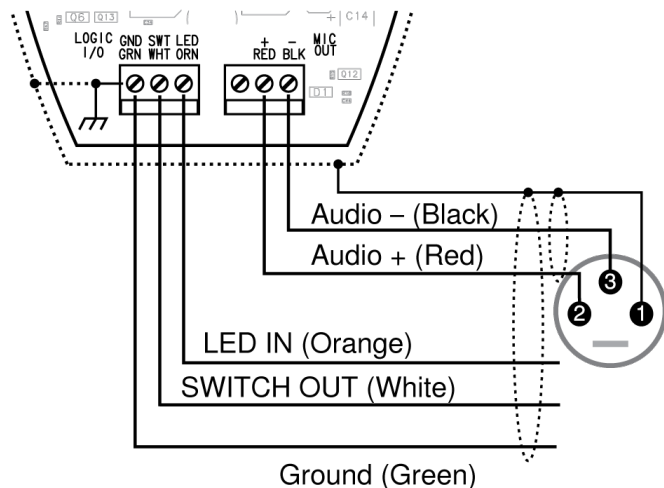 Q6 Q13
+ C14
LOGIC I/O
GND SWT LED
GRN WHT ORN
+ -
RED BLK
MIC OUT
Q12
D1
Audio – (Black)
Audio + (Red)
3
2 1
LED IN (Orange)
SWITCH OUT (White)
Ground (Green)